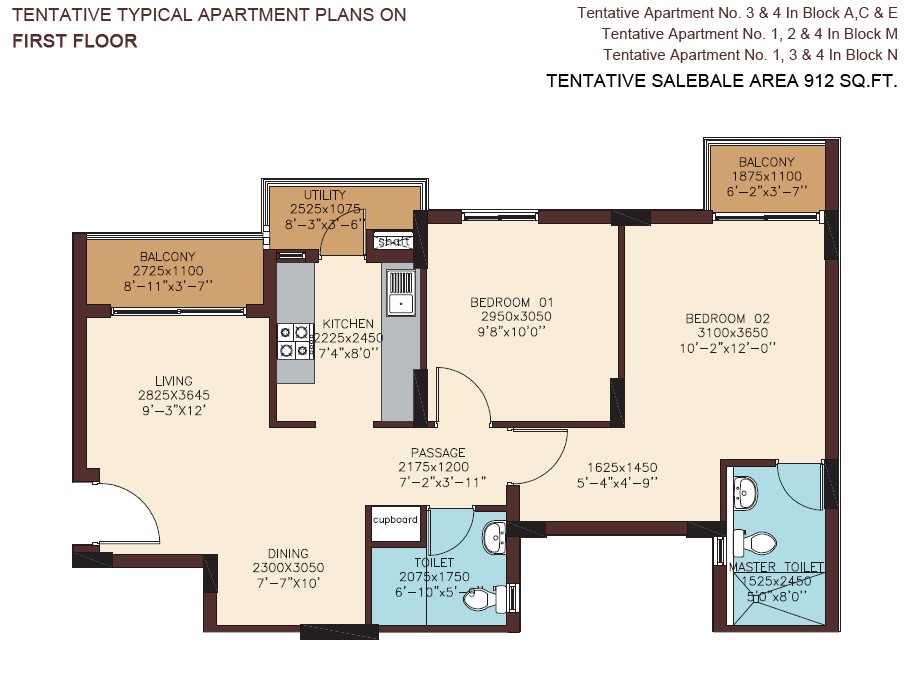 TENTATIVE TYPICAL APARTMENT PLANS ON
FIRST FLOOR
Tentative Apartment No. 3 & 4 In Block A,C & E
Tentative Apartment No. 1, 2 & 4 In Block M
Tentative Apartment No. 1, 3 & 4 In Block N
TENTATIVE SALEBALE AREA 912 SQ.FT.
BALCONY
1875x1100
6'-2"x3'-7''
UTILITY
2525x1075
8'-3"x3'-6''
shaft
BALCONY
2725x1100
8'-11"x3'-7''
KITCHEN
2225x2450
7'4"x8'0''
BEDROOM 01
2950x3050
9'8"x10'0''
BEDROOM 02
3100x3650
10'-2"x12'-0''
LIVING
2825X3645
9'-3"X12'
PASSAGE
2175x1200
7'-2"x3'-11"
1625x1450
5'-4"x4'-9''
cupboard
DINING
2300X3050
7'-7"X10'
TOILET
2075x1750
6'-10"x5'-9''
MASTER TOILET
1525x2450
5'0"x8'0''